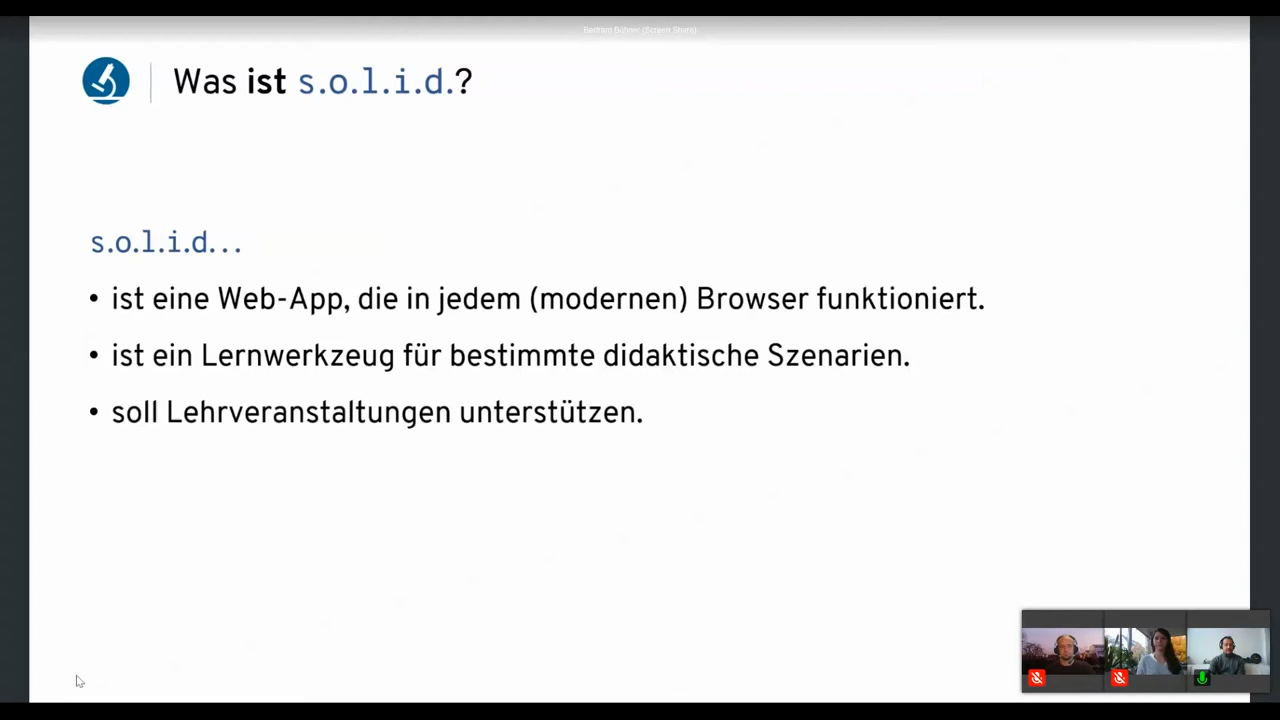 Was ist s.o.l.i.d.?
s.o.l.i.d...
• ist eine Web-App, die in jedem (modernen) Browser funktioniert.
• ist ein Lernwerkzeug für bestimmte didaktische Szenarien.
• soll Lehrveranstaltungen unterstützen.